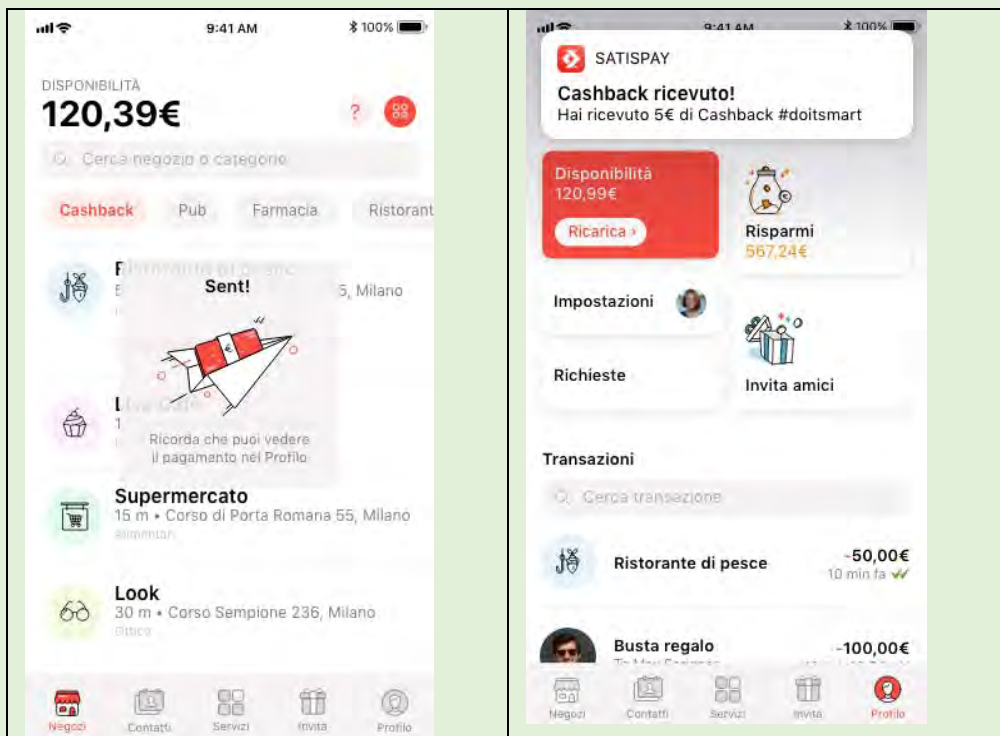 9:41 AM
100%
DISPONIBILITÀ
120,39€
?
Cerca negozio o categorie
Cashback
Pub
Farmacia
Ristorant
Sent!
5, Milano
€
Ricorda che puoi vedere
il pagamento nel Profilo
Supermercato
15 m • Corso di Porta Romana 55, Milano
alimentari
Look
30 m • Corso Sempione 236, Milano
Ottica
Negozi
Contatti
Servizi
Invita
Profilo
9:41 AM
100%
SATISPAY
Cashback ricevuto!
Hai ricevuto 5€ di Cashback #doitsmart
Disponibilità
120,99€
Ricarica ›
Risparmi
567,24€
Impostazioni
Richieste
Invita amici
Transazioni
Cerca transazione
Ristorante di pesce
-50,00€
10 min fa
Busta regalo
-100,00€
Negozi
Contatti
Servizi
Invita
Profilo